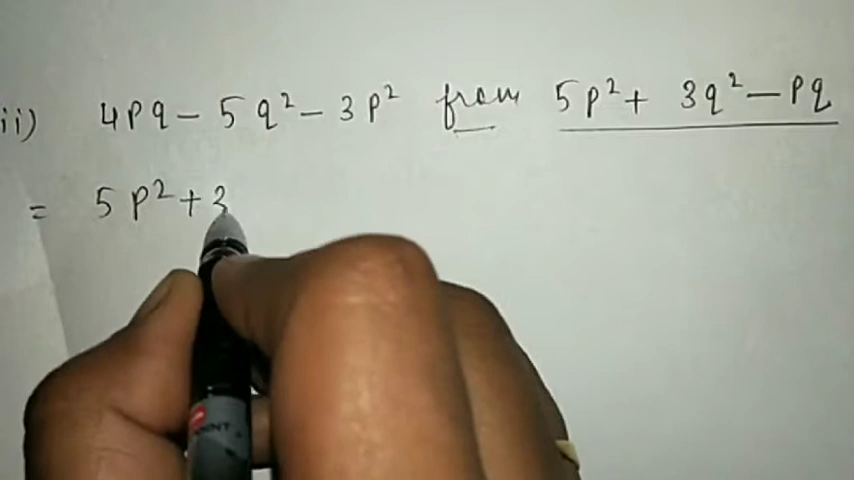 ii) 4pq - 5q² - 3p² from 5p² + 3q² - pq
= 5p² + 3